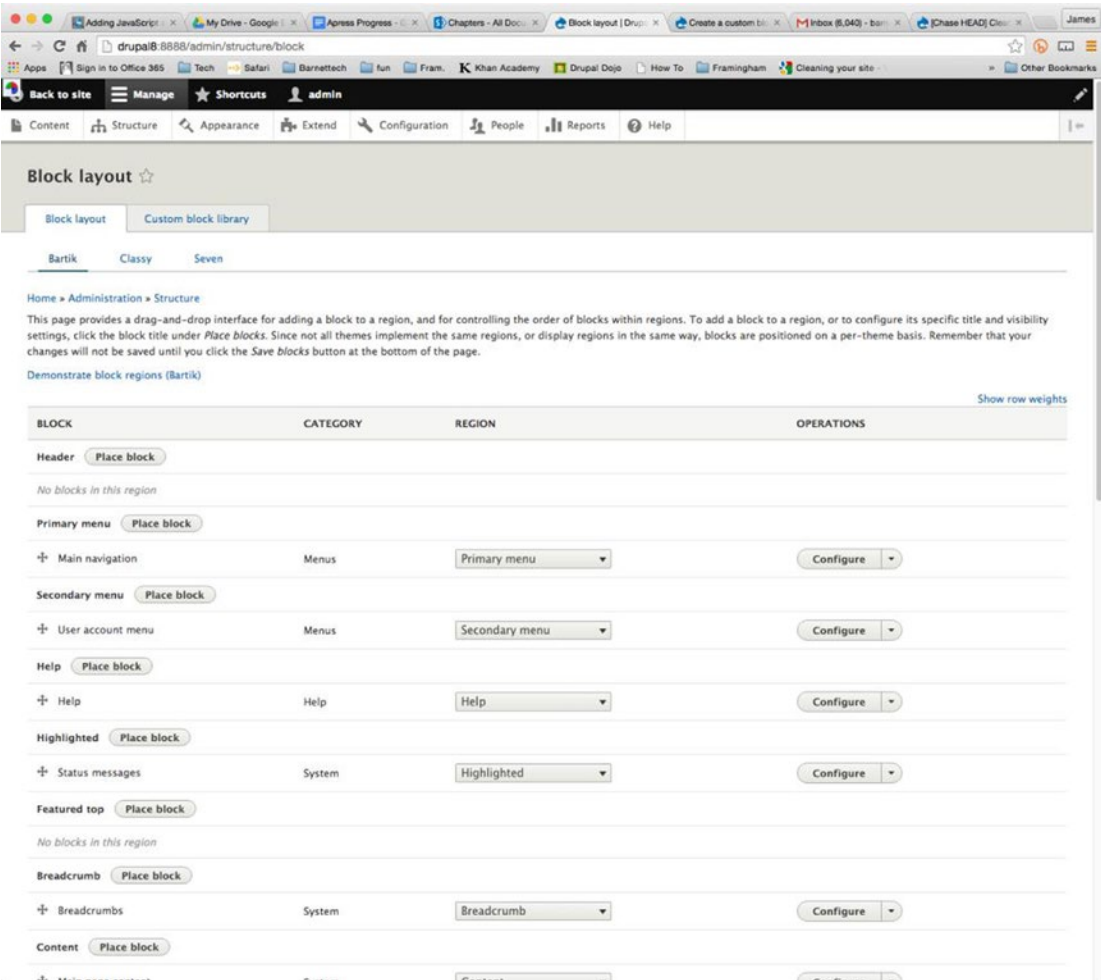 Adding JavaScript
My Drive - Google
Apress Progress -
Chapters - All Docu
Block layout | Drup
Create a custom blo
Inbox (6,040) - bar
[Chase HEAD] Clea
James
drupal8:8888/admin/structure/block
Apps Sign in to Office 365 Tech Safari Barnettech fun Fram. Khan Academy Drupal Dojo How To Framingham Cleaning your site - » Other Bookmarks
Back to site Manage Shortcuts admin
Content Structure Appearance Extend Configuration People Reports Help
Block layout
Block layout Custom block library
Bartik Classy Seven
Home » Administration » Structure
This page provides a drag-and-drop interface for adding a block to a region, and for controlling the order of blocks within regions. To add a block to a region, or to configure its specific title and visibility
settings, click the block title under Place blocks. Since not all themes implement the same regions, or display regions in the same way, blocks are positioned on a per-theme basis. Remember that your
changes will not be saved until you click the Save blocks button at the bottom of the page.
Demonstrate block regions (Bartik)
Show row weights
BLOCK CATEGORY REGION OPERATIONS
Header Place block
No blocks in this region
Primary menu Place block
Main navigation Menus Primary menu Configure
Secondary menu Place block
User account menu Menus Secondary menu Configure
Help Place block
Help Help Help Configure
Highlighted Place block
Status messages System Highlighted Configure
Featured top Place block
No blocks in this region
Breadcrumb Place block
Breadcrumbs System Breadcrumb Configure
Content Place block
Main page content System Content Configure